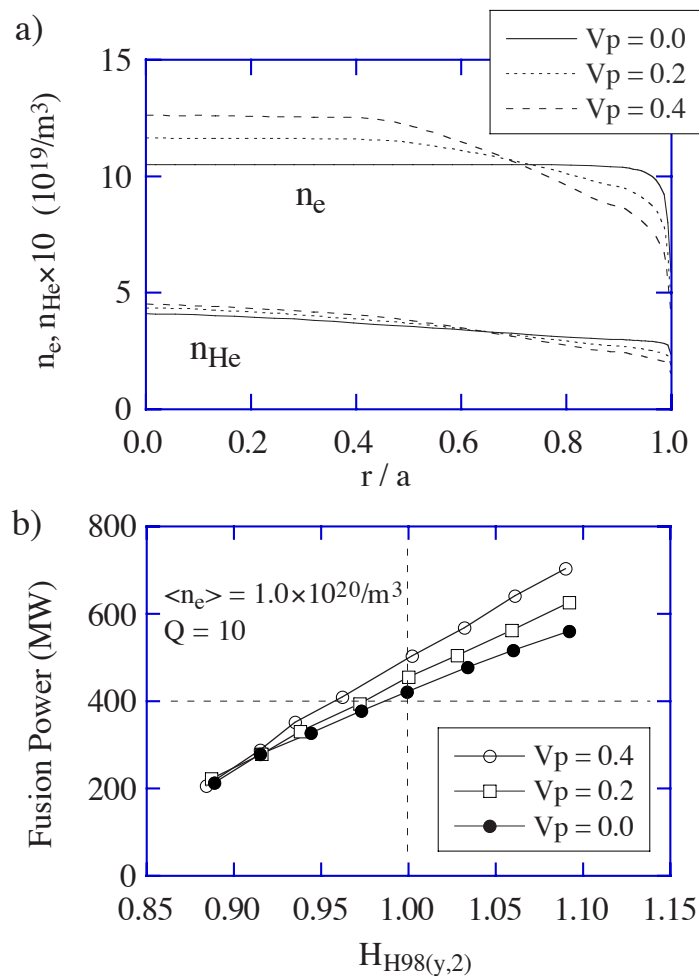 a)
Vp = 0.0
Vp = 0.2
Vp = 0.4
15
10
5
0
n_e, n_He×10 (10^19/m^3)
n_e
n_He
0.0 0.2 0.4 0.6 0.8 1.0
r / a
b)
800
600
400
200
0
Fusion Power (MW)
<n_e> = 1.0×10^20/m^3
Q = 10
Vp = 0.4
Vp = 0.2
Vp = 0.0
0.85 0.90 0.95 1.00 1.05 1.10 1.15
H_H98(y,2)